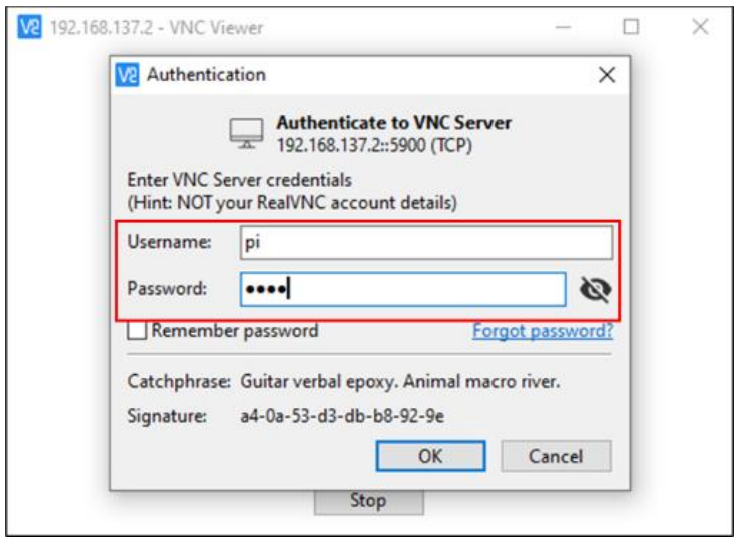 192.168.137.2 - VNC Viewer
Authentication
Authenticate to VNC Server
192.168.137.2::5900 (TCP)
Enter VNC Server credentials
(Hint: NOT your RealVNC account details)
Username: pi
Password: ••••
Remember password Forgot password?
Catchphrase: Guitar verbal epoxy. Animal macro river.
Signature: a4-0a-53-d3-db-b8-92-9e
OK Cancel
Stop